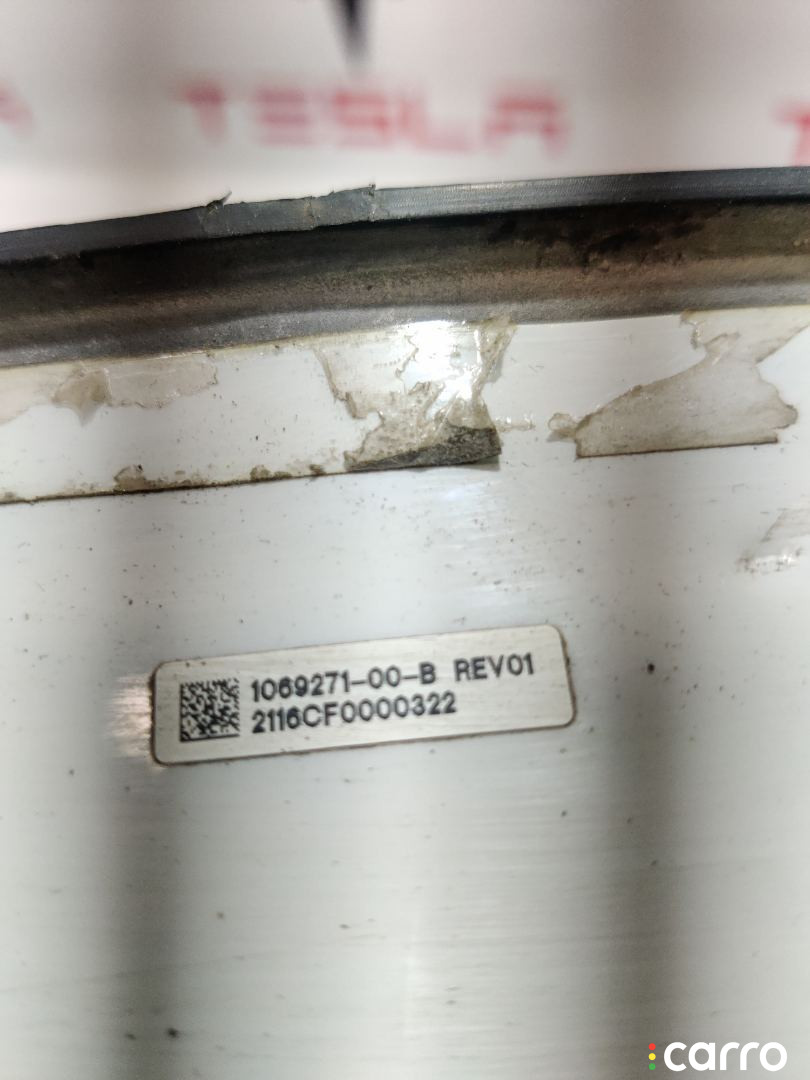 TESLA
1069271-00-B REV01
2116CF0000322
carro